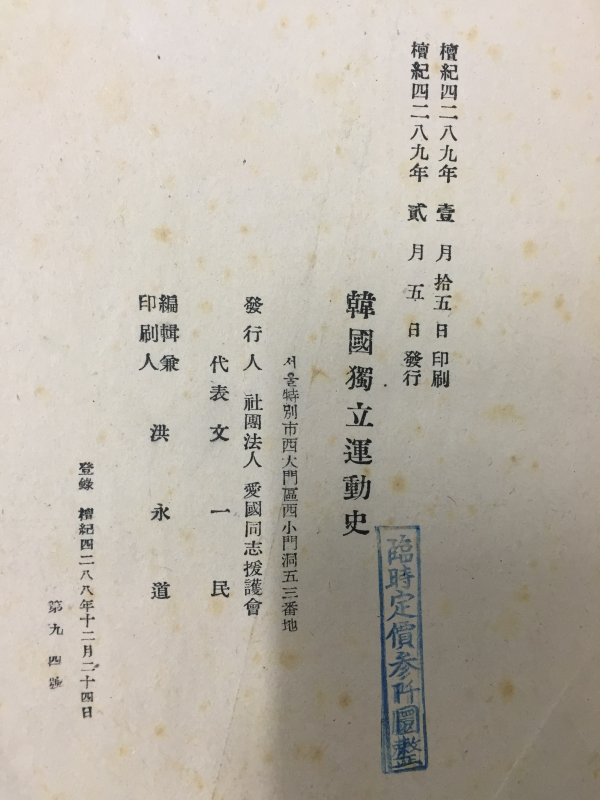 檀紀四二八九年 壹月拾五日 印刷
檀紀四二八九年 貳月五日 發行
臨時定價參阡圜整
韓國獨立運動史
서울特別市西大門區西小門洞五三番地
發行人 社團法人 愛國同志援護會
代表 文一民
編輯兼
印刷人 洪永道
登錄 檀紀四二八八年十二月二十四日
第九四號